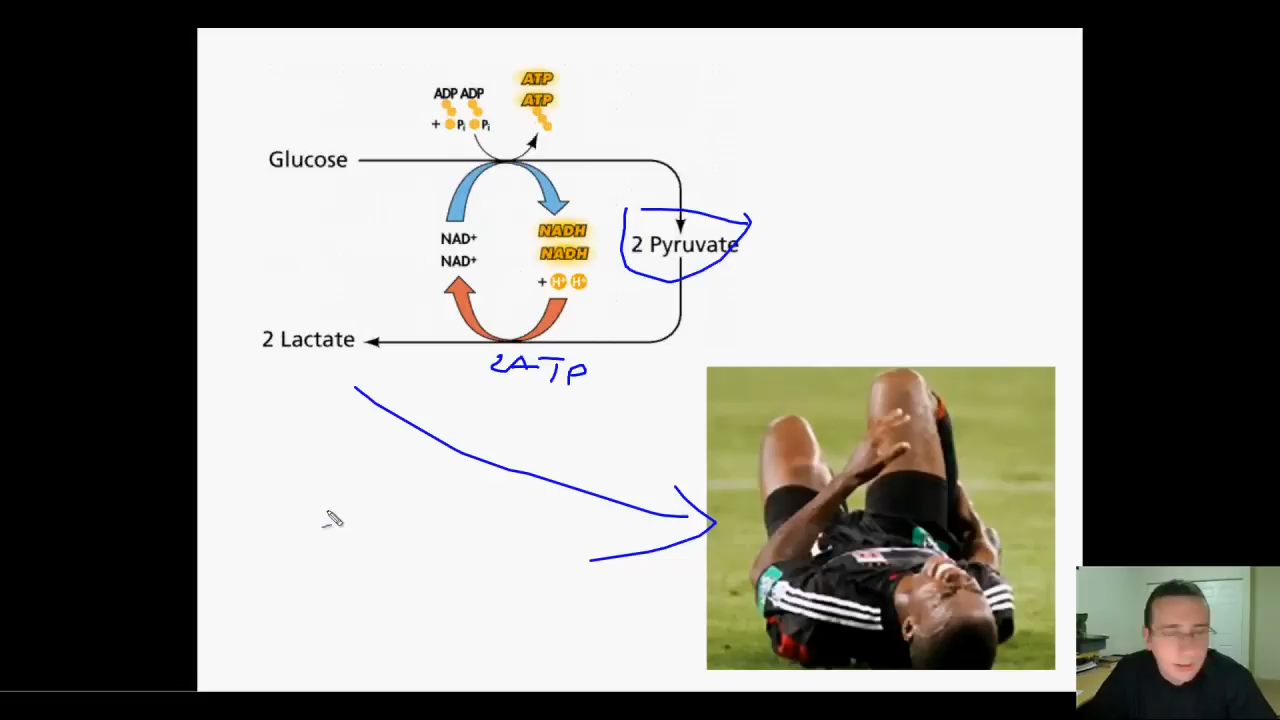 ADP ADP
+ Pi Pi
ATP
ATP
Glucose
NAD+
NAD+
NADH
NADH
+ H+ H+
2 Pyruvate
2 Lactate
2ATP